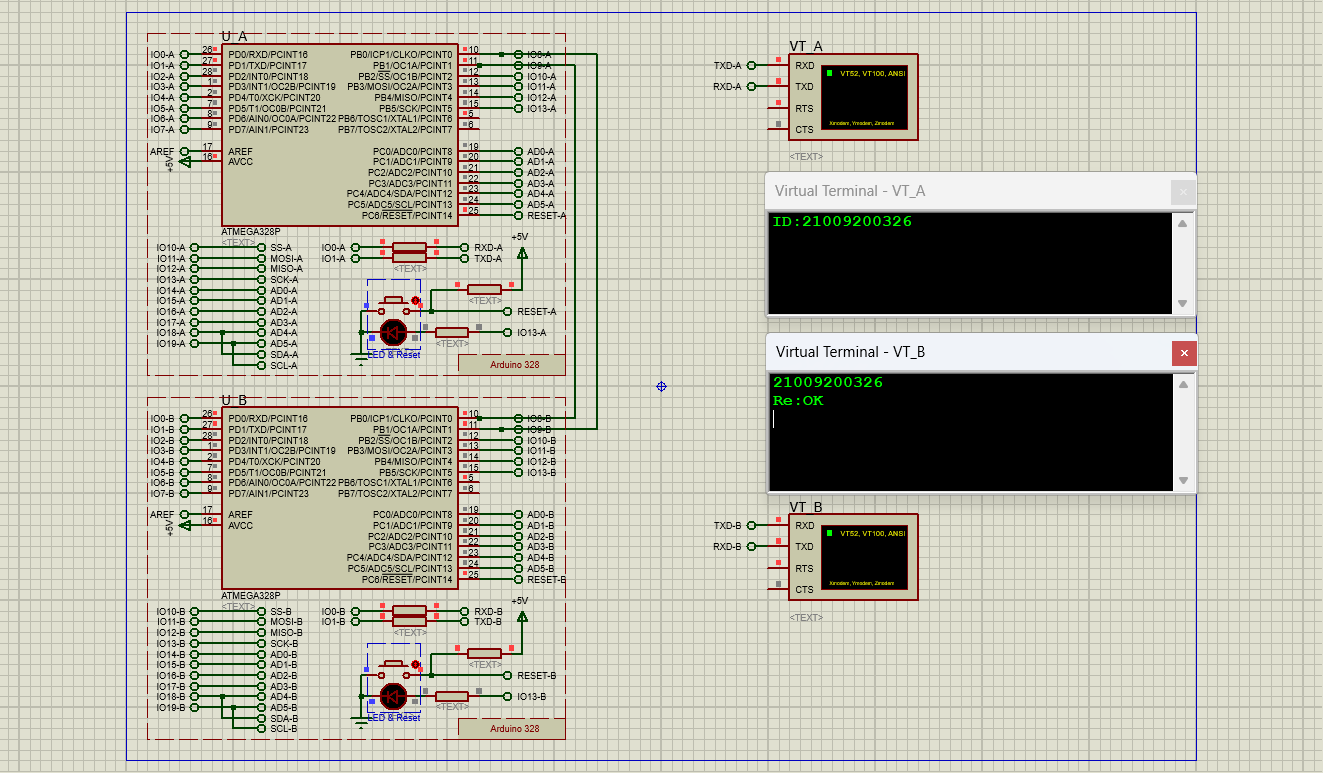 U_A
IO0-A 26 PD0/RXD/PCINT16 PB0/ICP1/CLKO/PCINT0 10 IO8-A
IO1-A 27 PD1/TXD/PCINT17 PB1/OC1A/PCINT1 11 IO9-A
IO2-A 28 PD2/INT0/PCINT18 PB2/SS/OC1B/PCINT2 12 IO10-A
IO3-A 1 PD3/INT1/OC2B/PCINT19 PB3/MOSI/OC2A/PCINT3 13 IO11-A
IO4-A 2 PD4/T0/XCK/PCINT20 PB4/MISO/PCINT4 14 IO12-A
IO5-A 7 PD5/T1/OC0B/PCINT21 PB5/SCK/PCINT5 15 IO13-A
IO6-A 8 PD6/AIN0/OC0A/PCINT22 PB6/TOSC1/XTAL1/PCINT6 5
IO7-A 9 PD7/AIN1/PCINT23 PB7/TOSC2/XTAL2/PCINT7 6
AREF 17 AREF PC0/ADC0/PCINT8 19 AD0-A
+5V 16 AVCC PC1/ADC1/PCINT9 20 AD1-A
PC2/ADC2/PCINT10 21 AD2-A
PC3/ADC3/PCINT11 22 AD3-A
PC4/ADC4/SDA/PCINT12 23 AD4-A
PC5/ADC5/SCL/PCINT13 24 AD5-A
PC6/RESET/PCINT14 25 RESET-A
ATMEGA328P
<TEXT>
IO10-A SS-A
IO11-A MOSI-A
IO12-A MISO-A
IO13-A SCK-A
IO14-A AD0-A
IO15-A AD1-A
IO16-A AD2-A
IO17-A AD3-A
IO18-A AD4-A
IO19-A AD5-A
SDA-A
SCL-A
IO0-A RXD-A
IO1-A TXD-A
<TEXT>
+5V
<TEXT>
RESET-A
IO13-A
<TEXT>
LED & Reset
Arduino 328
U_B
IO0-B 26 PD0/RXD/PCINT16 PB0/ICP1/CLKO/PCINT0 10 IO8-B
IO1-B 27 PD1/TXD/PCINT17 PB1/OC1A/PCINT1 11 IO9-B
IO2-B 28 PD2/INT0/PCINT18 PB2/SS/OC1B/PCINT2 12 IO10-B
IO3-B 1 PD3/INT1/OC2B/PCINT19 PB3/MOSI/OC2A/PCINT3 13 IO11-B
IO4-B 2 PD4/T0/XCK/PCINT20 PB4/MISO/PCINT4 14 IO12-B
IO5-B 7 PD5/T1/OC0B/PCINT21 PB5/SCK/PCINT5 15 IO13-B
IO6-B 8 PD6/AIN0/OC0A/PCINT22 PB6/TOSC1/XTAL1/PCINT6 5
IO7-B 9 PD7/AIN1/PCINT23 PB7/TOSC2/XTAL2/PCINT7 6
AREF 17 AREF PC0/ADC0/PCINT8 19 AD0-B
+5V 16 AVCC PC1/ADC1/PCINT9 20 AD1-B
PC2/ADC2/PCINT10 21 AD2-B
PC3/ADC3/PCINT11 22 AD3-B
PC4/ADC4/SDA/PCINT12 23 AD4-B
PC5/ADC5/SCL/PCINT13 24 AD5-B
PC6/RESET/PCINT14 25 RESET-B
ATMEGA328P
<TEXT>
IO10-B SS-B
IO11-B MOSI-B
IO12-B MISO-B
IO13-B SCK-B
IO14-B AD0-B
IO15-B AD1-B
IO16-B AD2-B
IO17-B AD3-B
IO18-B AD4-B
IO19-B AD5-B
SDA-B
SCL-B
IO0-B RXD-B
IO1-B TXD-B
<TEXT>
+5V
<TEXT>
RESET-B
IO13-B
<TEXT>
LED & Reset
Arduino 328
VT_A
TXD-A RXD VT52, VT100, ANSI
RXD-A TXD
RTS
Xmodem, Ymodem, Zmodem
CTS
<TEXT>
Virtual Terminal - VT_A
ID:21009200326
Virtual Terminal - VT_B
21009200326
Re:OK
VT_B
TXD-B RXD VT52, VT100, ANSI
RXD-B TXD
RTS
Xmodem, Ymodem, Zmodem
CTS
<TEXT>